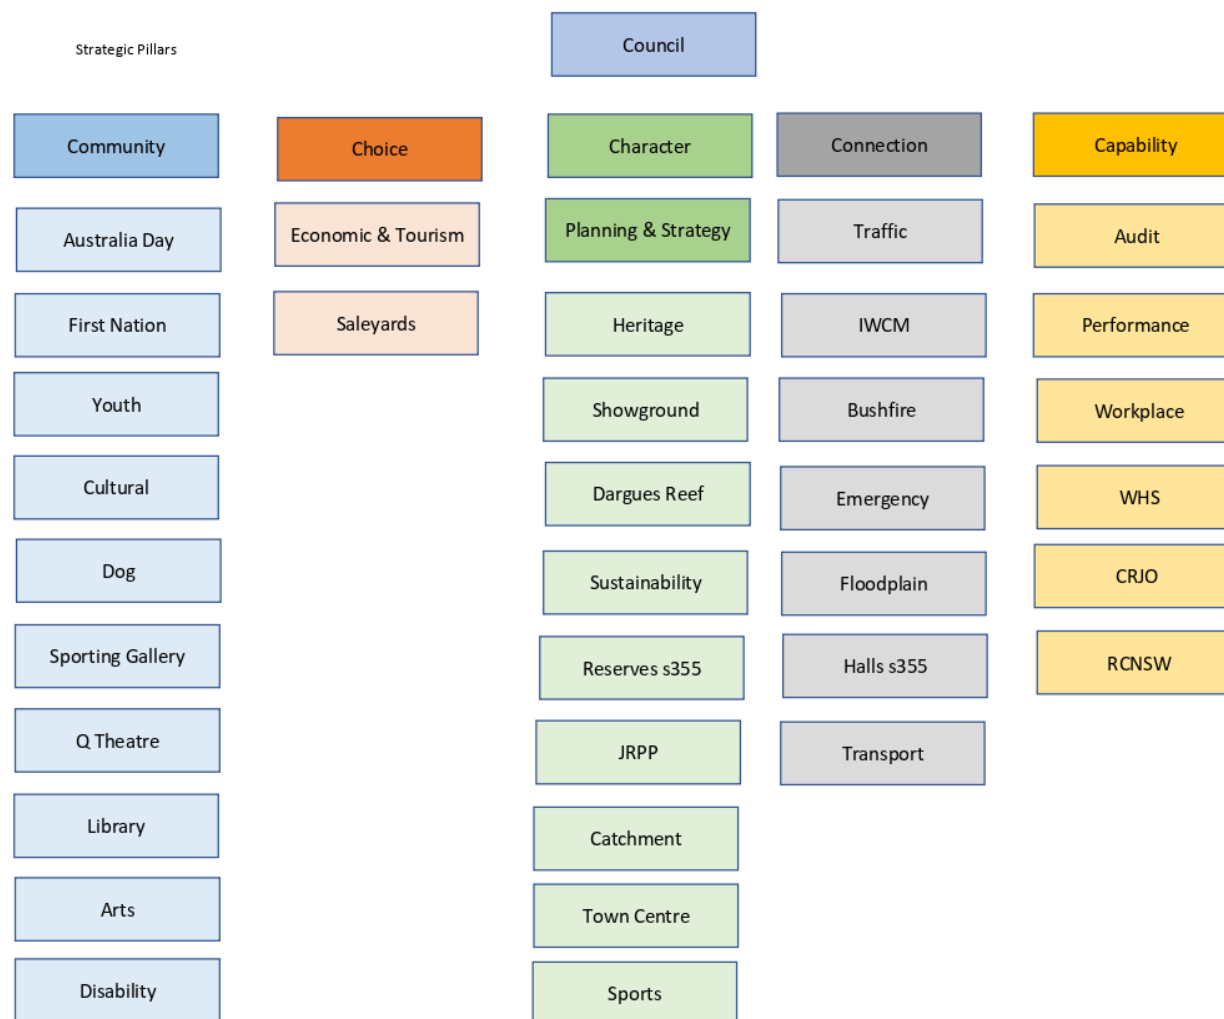 Strategic Pillars
Council
Community
Choice
Character
Connection
Capability
Australia Day
First Nation
Youth
Cultural
Dog
Sporting Gallery
Q Theatre
Library
Arts
Disability
Economic & Tourism
Saleyards
Planning & Strategy
Heritage
Showground
Dargues Reef
Sustainability
Reserves s355
JRPP
Catchment
Town Centre
Sports
Traffic
IWCM
Bushfire
Emergency
Floodplain
Halls s355
Transport
Audit
Performance
Workplace
WHS
CRJO
RCNSW